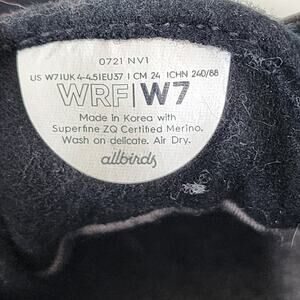 0721 NV1
US W7 | UK 4-4.5 | EU37 | CM 24 | CHN 240/88
WRF|W7
Made in Korea with
Superfine ZQ Certified Merino.
Wash on delicate. Air Dry.
allbirds